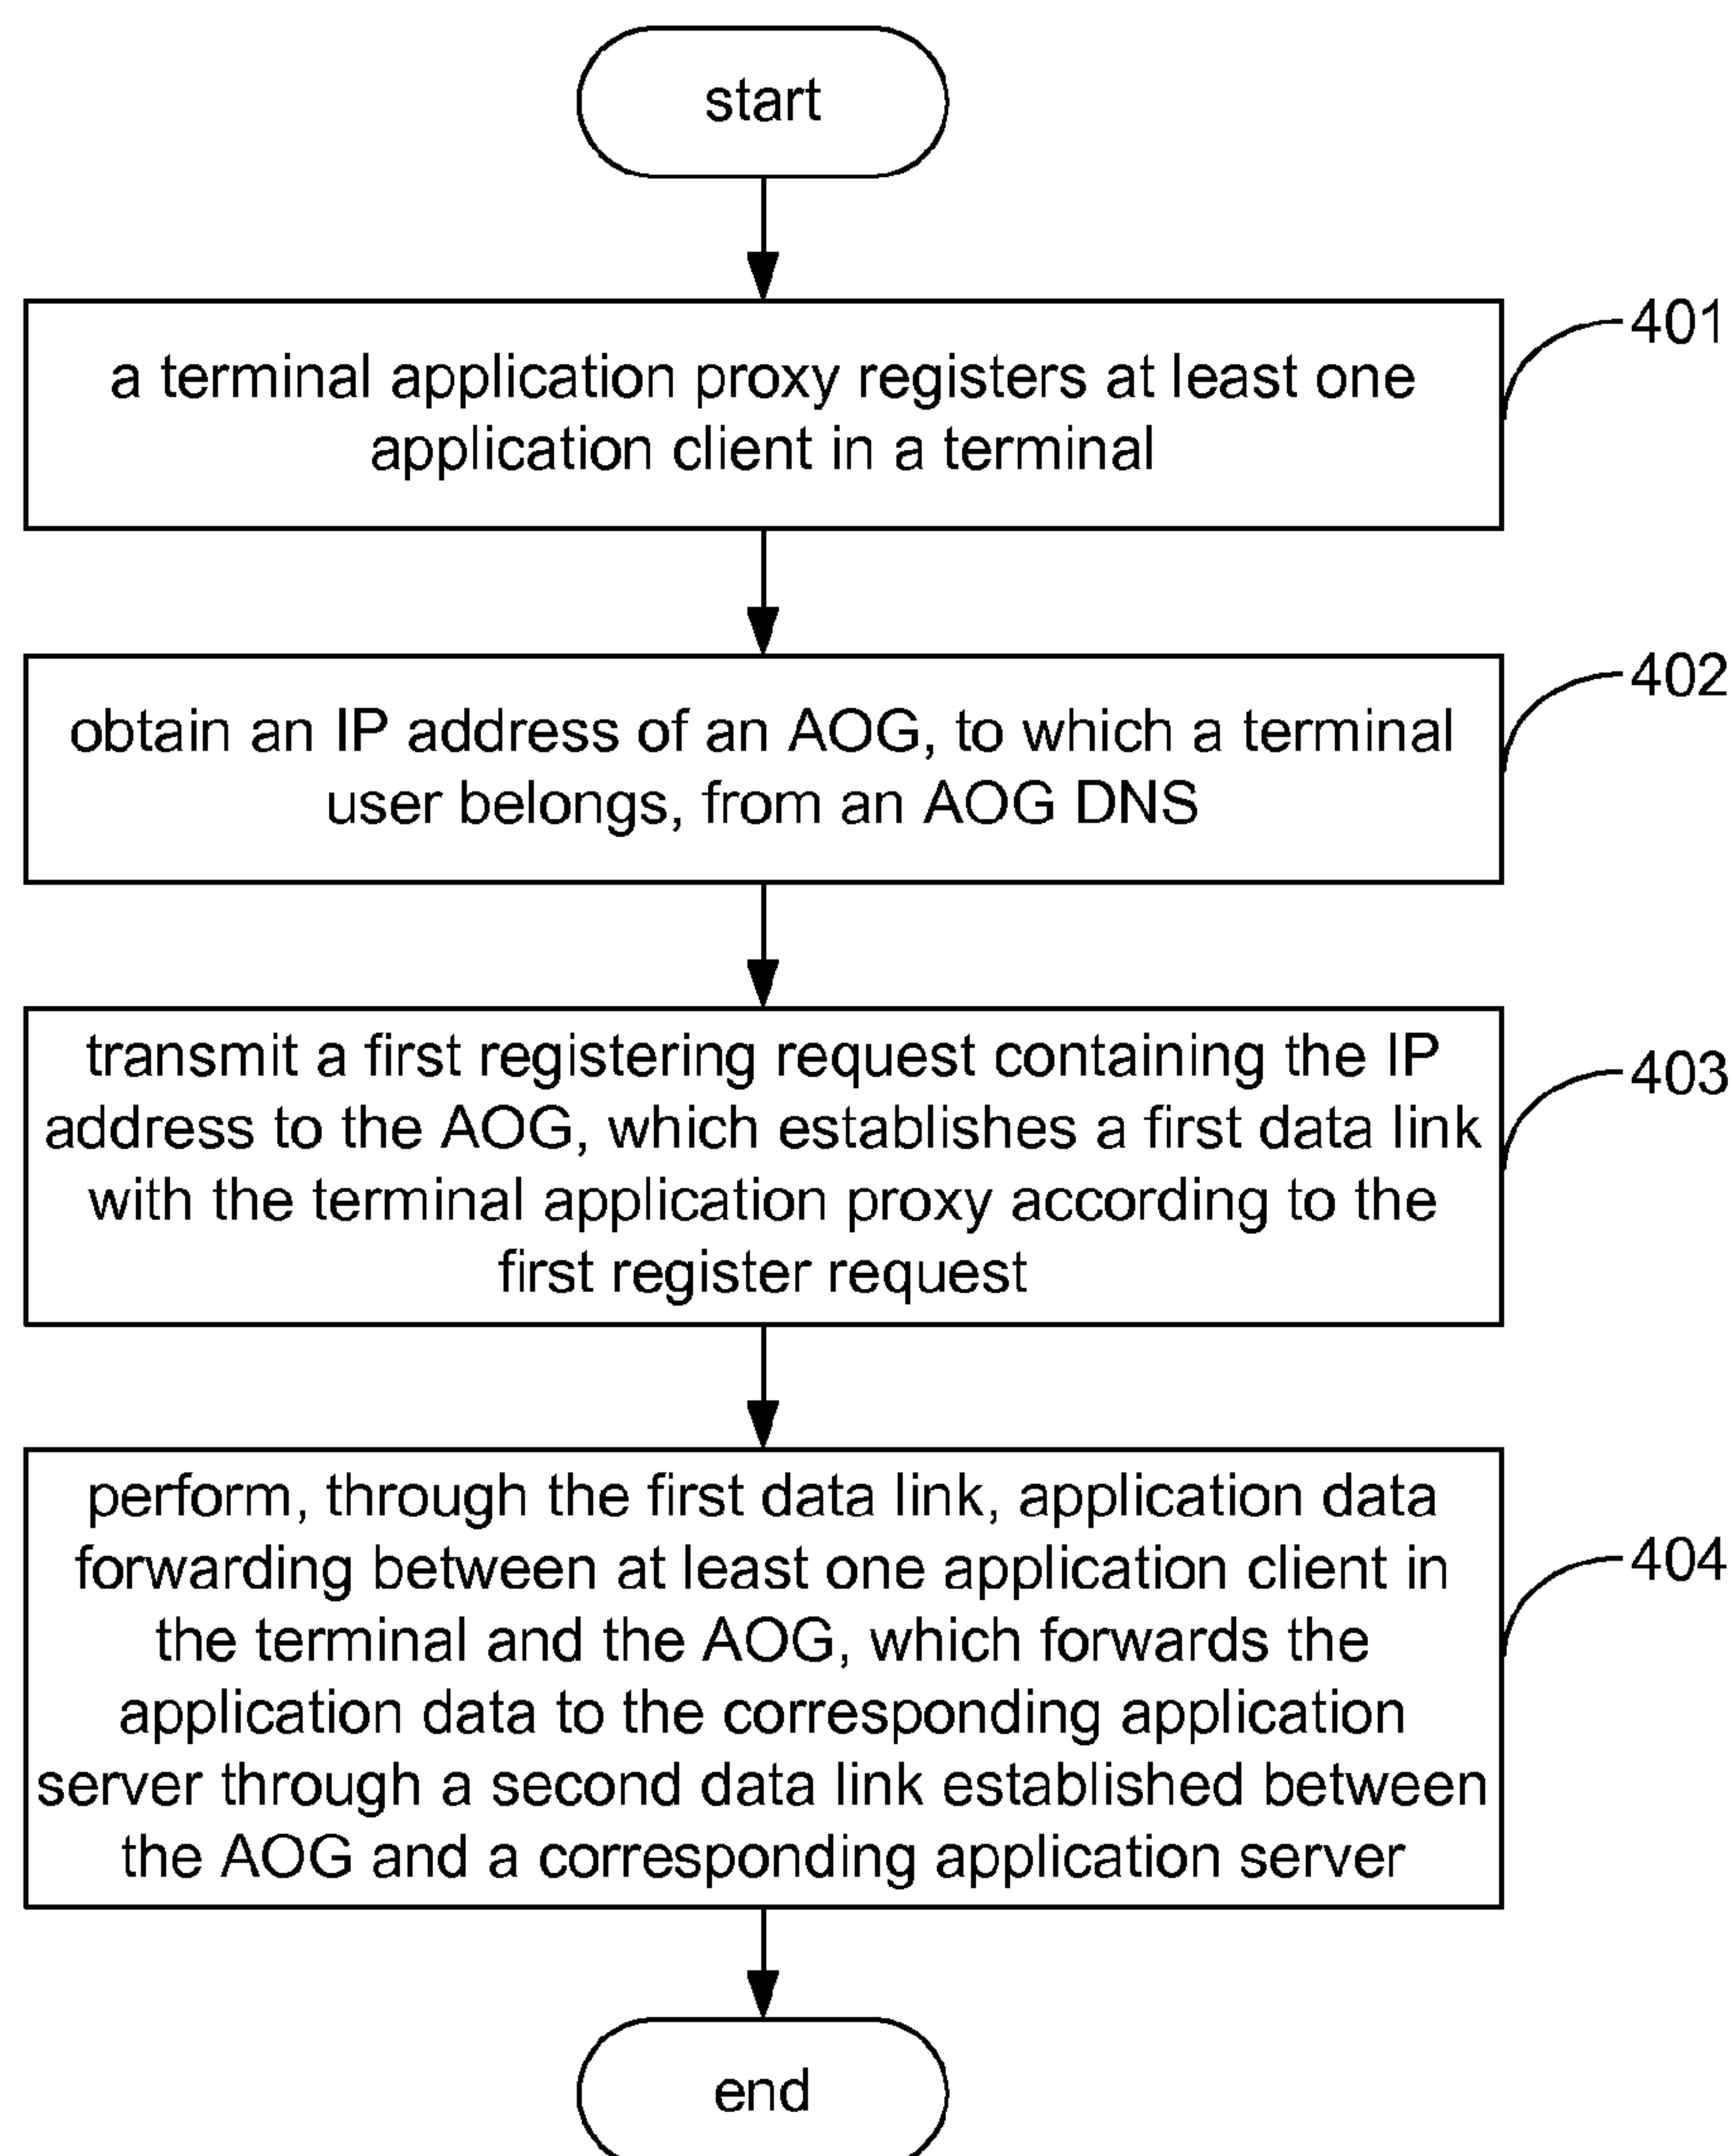 start
a terminal application proxy registers at least one
application client in a terminal
401
obtain an IP address of an AOG, to which a terminal
user belongs, from an AOG DNS
402
transmit a first registering request containing the IP
address to the AOG, which establishes a first data link
with the terminal application proxy according to the
first register request
403
perform, through the first data link, application data
forwarding between at least one application client in
the terminal and the AOG, which forwards the
application data to the corresponding application
server through a second data link established between
the AOG and a corresponding application server
404
end